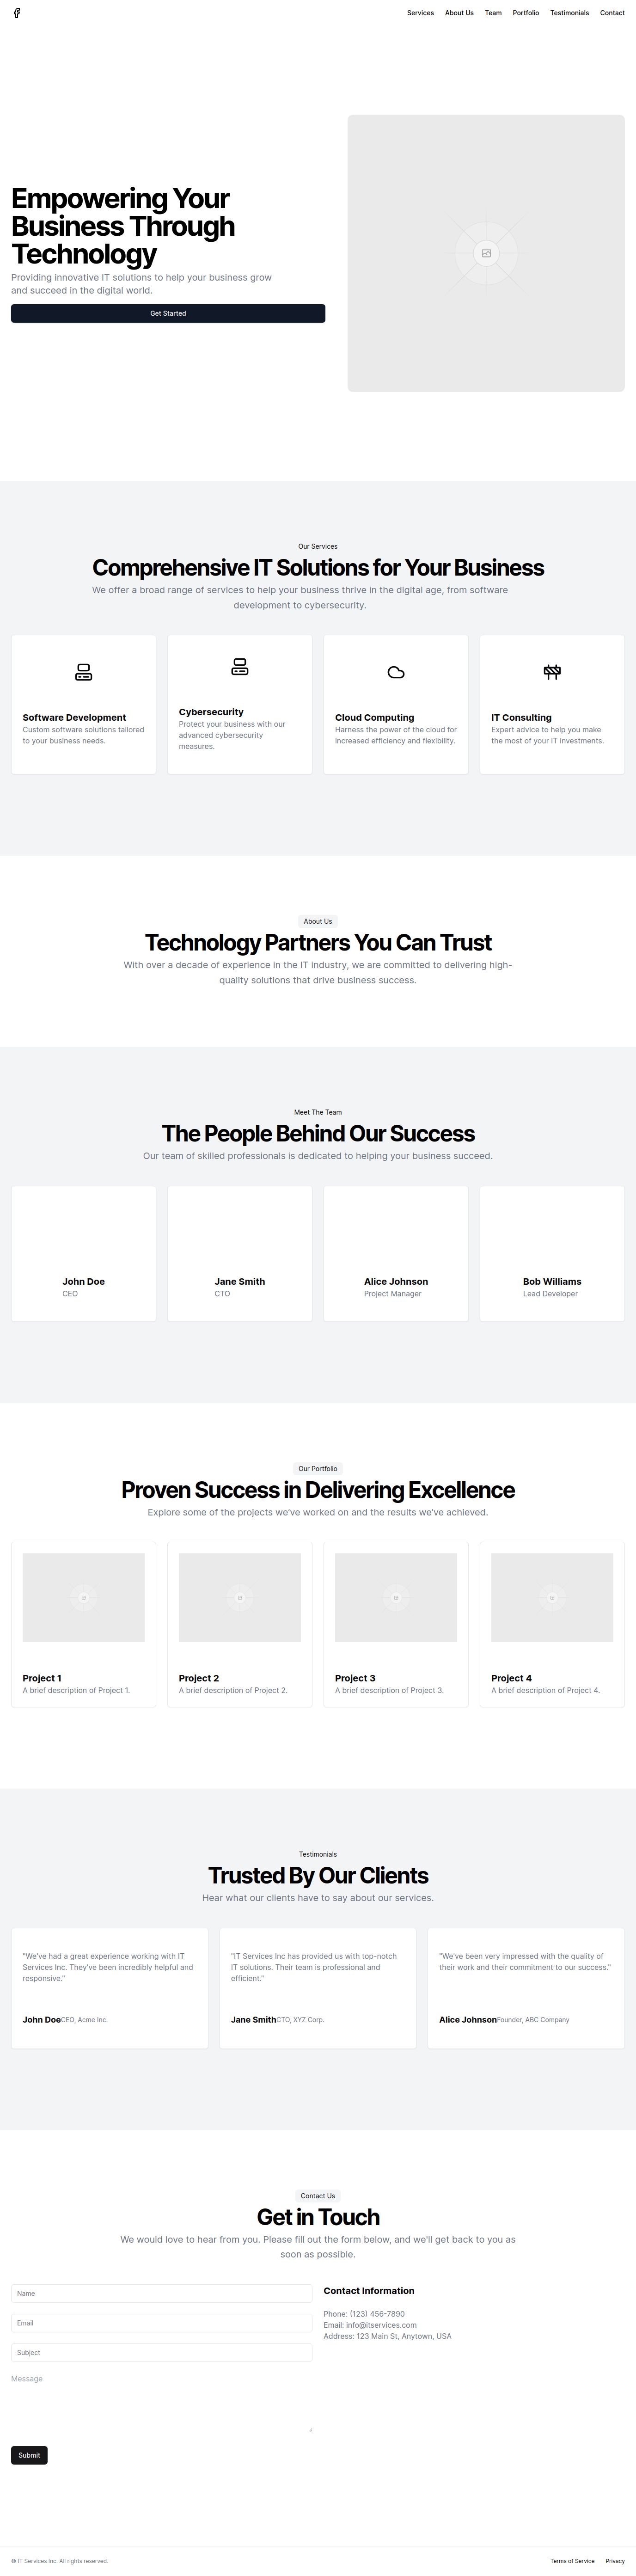 Services About Us Team Portfolio Testimonials Contact
Empowering Your
Business Through
Technology
Providing innovative IT solutions to help your business grow
and succeed in the digital world.
Get Started
Our Services
Comprehensive IT Solutions for Your Business
We offer a broad range of services to help your business thrive in the digital age, from software
development to cybersecurity.
Software Development
Custom software solutions tailored
to your business needs.
Cybersecurity
Protect your business with our
advanced cybersecurity
measures.
Cloud Computing
Harness the power of the cloud for
increased efficiency and flexibility.
IT Consulting
Expert advice to help you make
the most of your IT investments.
About Us
Technology Partners You Can Trust
With over a decade of experience in the IT industry, we are committed to delivering high-
quality solutions that drive business success.
Meet The Team
The People Behind Our Success
Our team of skilled professionals is dedicated to helping your business succeed.
John Doe
CEO
Jane Smith
CTO
Alice Johnson
Project Manager
Bob Williams
Lead Developer
Our Portfolio
Proven Success in Delivering Excellence
Explore some of the projects we've worked on and the results we've achieved.
Project 1
A brief description of Project 1.
Project 2
A brief description of Project 2.
Project 3
A brief description of Project 3.
Project 4
A brief description of Project 4.
Testimonials
Trusted By Our Clients
Hear what our clients have to say about our services.
"We've had a great experience working with IT
Services Inc. They've been incredibly helpful and
responsive."
John DoeCEO, Acme Inc.
"IT Services Inc has provided us with top-notch
IT solutions. Their team is professional and
efficient."
Jane SmithCTO, XYZ Corp.
"We've been very impressed with the quality of
their work and their commitment to our success."
Alice JohnsonFounder, ABC Company
Contact Us
Get in Touch
We would love to hear from you. Please fill out the form below, and we'll get back to you as
soon as possible.
Name
Email
Subject
Message
Submit
Contact Information
Phone: (123) 456-7890
Email: info@itservices.com
Address: 123 Main St, Anytown, USA
© IT Services Inc. All rights reserved.
Terms of Service Privacy